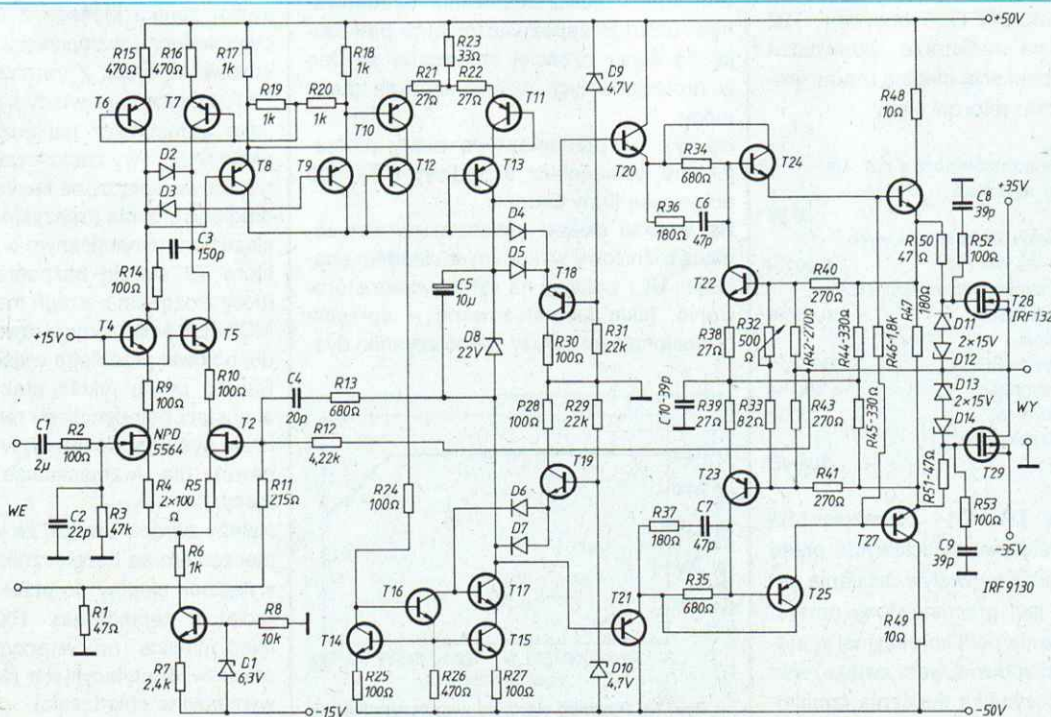 +50V
R15 470Ω
R16 470Ω
R17 1k
R18 1k
R23 33Ω
R21 27Ω
R22 27Ω
D9 4,7V
R48 10Ω
T6
T7
R19 1k
R20 1k
T10
T11
T20
R34 680Ω
T24
D2
D3
T8
T9
T12
T13
+35V
C8 39p
R36 180Ω
C6 47p
C3 150p
D4
D5
R50 47Ω
R52 100Ω
R14 100Ω
C5 10µ
T18
T22
R40 270Ω
T28
IRF132
+15V
T4
T5
D8 22V
R30 100Ω
R31 22k
R38 27Ω
R32 500Ω
R42-270Ω
R44-330Ω
R46-1,8k
R47 180Ω
D11 2×15V
D12
R9 100Ω
R10 100Ω
C4 20p
R13 680Ω
C10-39p
D13 2×15V
D14
WY
C1 2µ
R2 100Ω
NPD 5564
T2
R12 4,22k
P28 100Ω
R29 22k
R39 27Ω
R33 82Ω
R43 270Ω
R45-330Ω
T29
WE
C2 22p
R3 47k
R4 2×100Ω
R5
R11 215Ω
R24 100Ω
T19
T23
R41 270Ω
R51-47Ω
R53 100Ω
D6
D7
R37 180Ω
C7 47p
T27
C9 39p
-35V
IRF9130
R1 47Ω
R6 1k
R8 10k
T16
T17
T21
R35 680Ω
T25
T14
T15
R49 10Ω
R7 2,4k
D1 6,3V
R25 100Ω
R26 470Ω
R27 100Ω
D10 4,7V
-15V
-50V